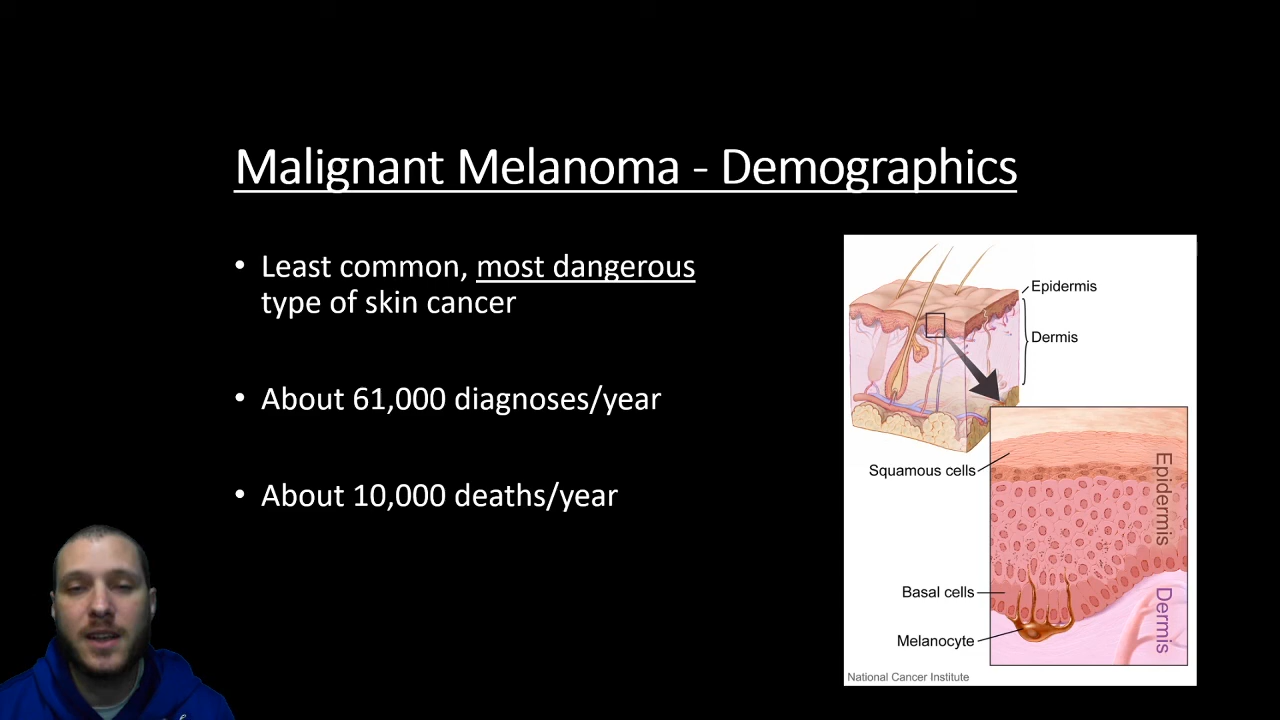 Malignant Melanoma - Demographics
• Least common, most dangerous
type of skin cancer
• About 61,000 diagnoses/year
• About 10,000 deaths/year
Epidermis
Dermis
Squamous cells
Epidermis
Basal cells
Dermis
Melanocyte
National Cancer Institute